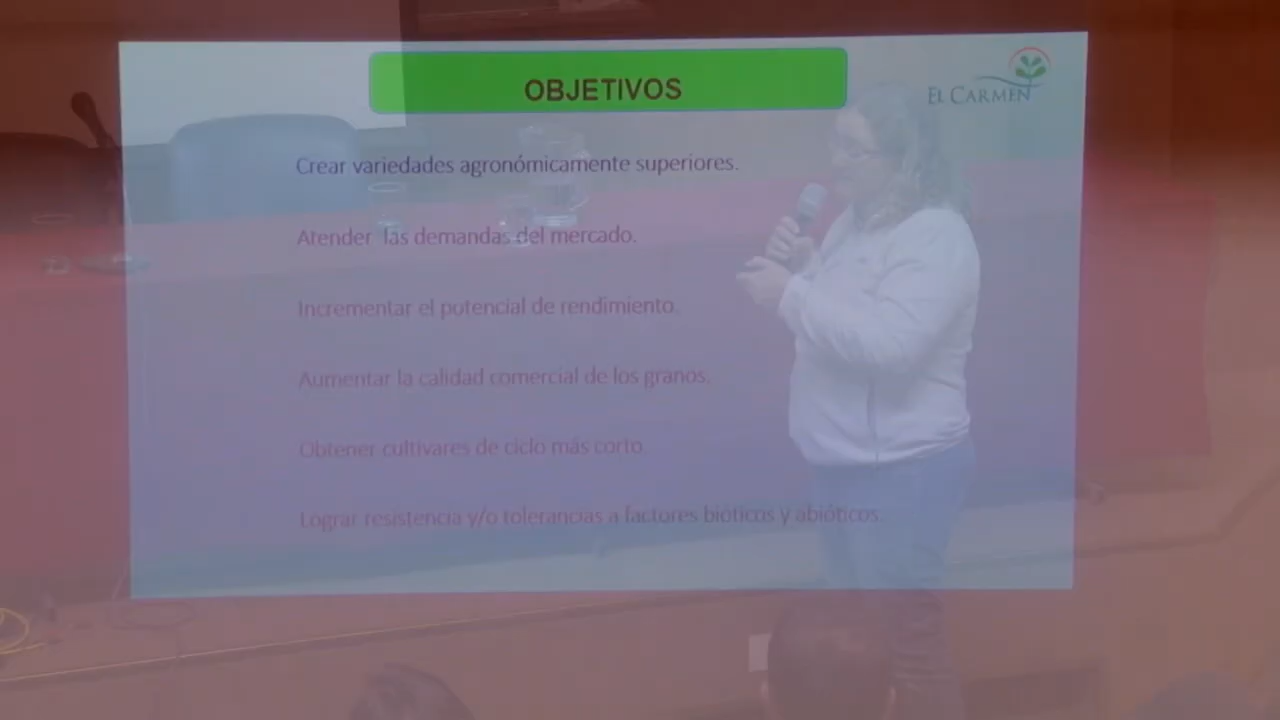 OBJETIVOS
EL CARMEN
Crear variedades agronómicamente superiores.
Atender las demandas del mercado.
Incrementar el potencial de rendimiento.
Aumentar la calidad comercial de los granos.
Obtener cultivares de ciclo más corto.
Lograr resistencia y/o tolerancias a factores bioticos y abióticos.